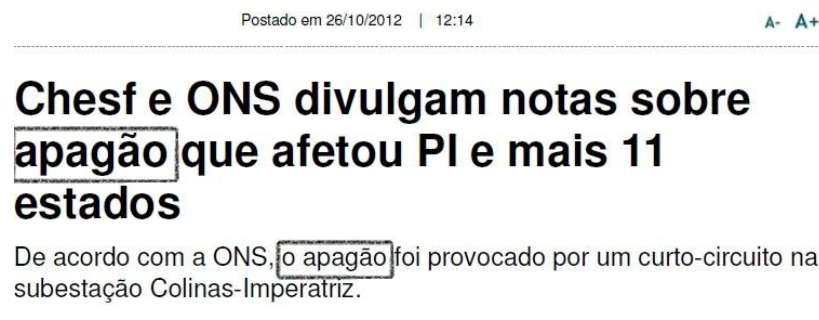 Postado em 26/10/2012 | 12:14
A- A+
Chesf e ONS divulgam notas sobre
apagão que afetou PI e mais 11
estados
De acordo com a ONS, o apagão foi provocado por um curto-circuito na
subestação Colinas-Imperatriz.